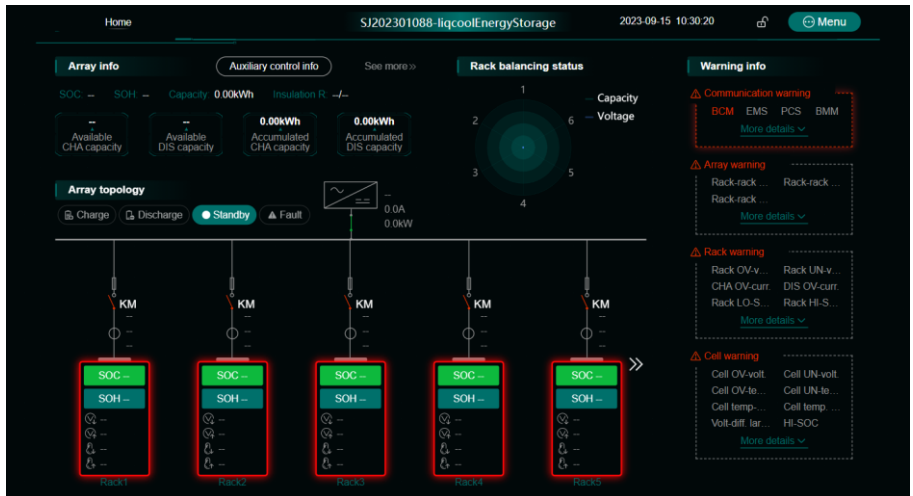 Home
SJ202301088-liqcoolEnergyStorage
2023-09-15 10:30:20
Menu
Array info
Auxiliary control info
See more»
SOC: -- SOH: -- Capacity: 0.00kWh Insulation R: --/--
--
Available
CHA capacity
--
Available
DIS capacity
0.00kWh
Accumulated
CHA capacity
0.00kWh
Accumulated
DIS capacity
Rack balancing status
1
2
3
4
5
6
Capacity
Voltage
Array topology
Charge
Discharge
Standby
Fault
--
0.0A
0.0kW
KM
--
--
KM
--
--
KM
--
--
KM
--
--
KM
--
--
SOC --
SOH --
--
--
--
--
Rack1
SOC --
SOH --
--
--
--
--
Rack2
SOC --
SOH --
--
--
--
--
Rack3
SOC --
SOH --
--
--
--
--
Rack4
SOC --
SOH --
--
--
--
--
Rack5
Warning info
Communication warning
BCM EMS PCS BMM
More details
Array warning
Rack-rack ... Rack-rack ...
Rack-rack ...
More details
Rack warning
Rack OV-v... Rack UN-v...
CHA OV-curr. DIS OV-curr.
Rack LO-S... Rack HI-S...
More details
Cell warning
Cell OV-volt. Cell UN-volt.
Cell OV-te... Cell UN-te...
Cell temp-... Cell temp. ...
Volt-diff. lar... HI-SOC
More details